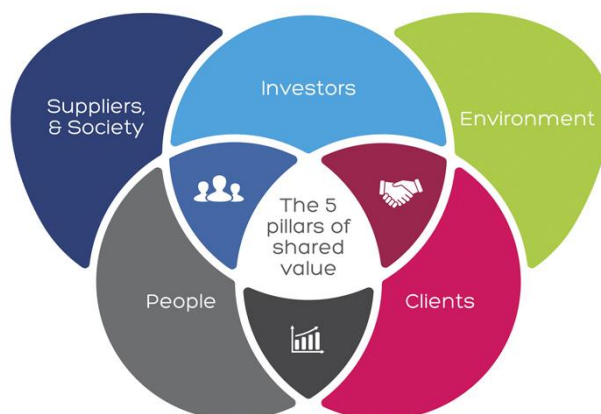 Suppliers,
& Society
Investors
Environment
The 5
pillars of
shared
value
People
Clients